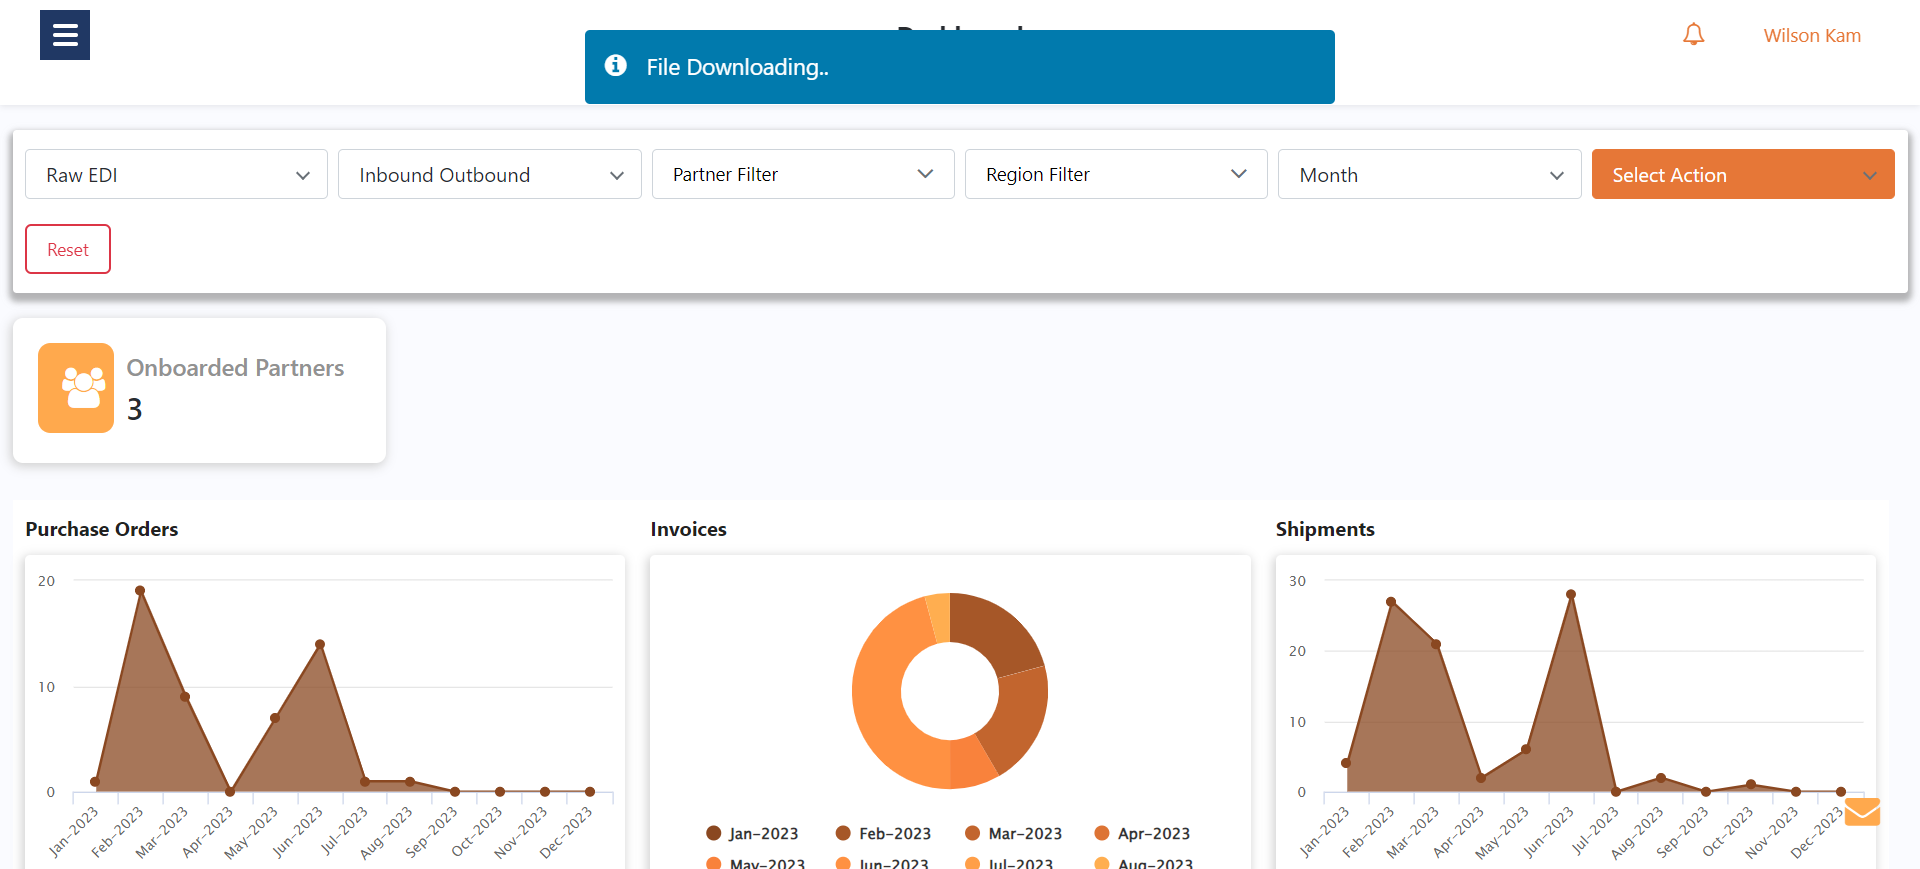 File Downloading..
Wilson Kam
Raw EDI
Inbound Outbound
Partner Filter
Region Filter
Month
Select Action
Reset
Onboarded Partners
3
Purchase Orders
20
10
0
Jan-2023
Feb-2023
Mar-2023
Apr-2023
May-2023
Jun-2023
Jul-2023
Aug-2023
Sep-2023
Oct-2023
Nov-2023
Dec-2023
Invoices
Jan-2023 Feb-2023 Mar-2023 Apr-2023
May-2023 Jun-2023 Jul-2023 Aug-2023
Shipments
30
20
10
0
Jan-2023
Feb-2023
Mar-2023
Apr-2023
May-2023
Jun-2023
Jul-2023
Aug-2023
Sep-2023
Oct-2023
Nov-2023
Dec-2023